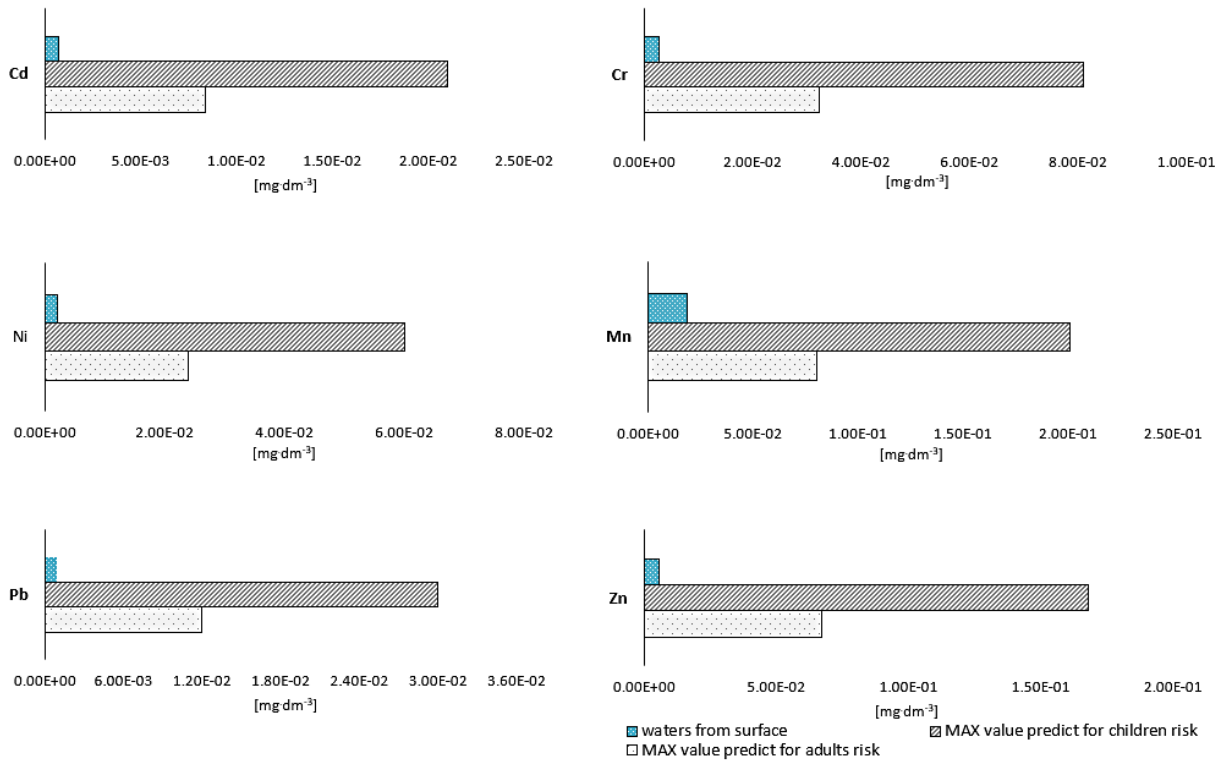 Cd
0.00E+00 5.00E-03 1.00E-02 1.50E-02 2.00E-02 2.50E-02
[mg·dm⁻³]
Cr
0.00E+00 2.00E-02 4.00E-02 6.00E-02 8.00E-02 1.00E-01
[mg·dm⁻³]
Ni
0.00E+00 2.00E-02 4.00E-02 6.00E-02 8.00E-02
[mg·dm⁻³]
Mn
0.00E+00 5.00E-02 1.00E-01 1.50E-01 2.00E-01 2.50E-01
[mg·dm⁻³]
Pb
0.00E+00 6.00E-03 1.20E-02 1.80E-02 2.40E-02 3.00E-02 3.60E-02
[mg·dm⁻³]
Zn
0.00E+00 5.00E-02 1.00E-01 1.50E-01 2.00E-01
[mg·dm⁻³]
waters from surface MAX value predict for children risk
MAX value predict for adults risk